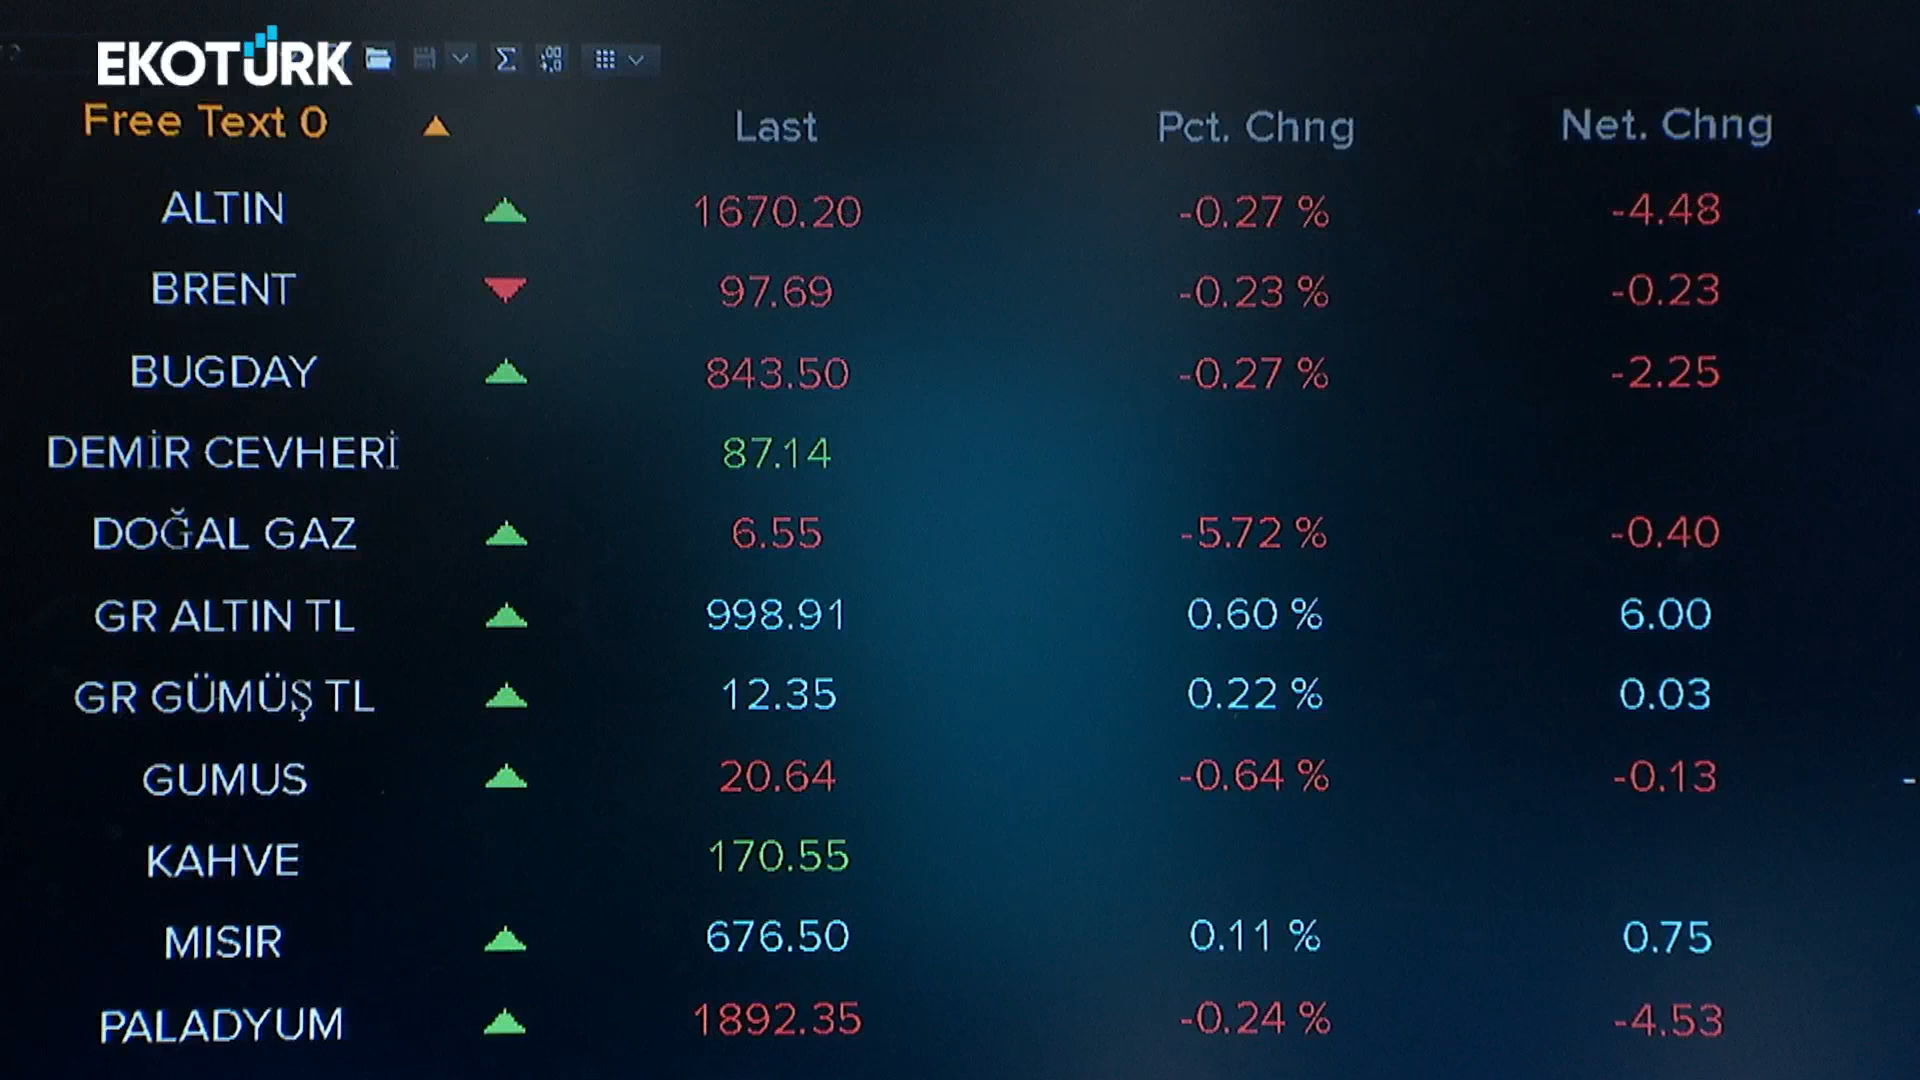 EKOTÜRK
Free Text 0 Last Pct. Chng Net. Chng
ALTIN 1670.20 -0.27 % -4.48
BRENT 97.69 -0.23 % -0.23
BUGDAY 843.50 -0.27 % -2.25
DEMİR CEVHERİ 87.14
DOĞAL GAZ 6.55 -5.72 % -0.40
GR ALTIN TL 998.91 0.60 % 6.00
GR GÜMÜŞ TL 12.35 0.22 % 0.03
GUMUS 20.64 -0.64 % -0.13
KAHVE 170.55
MISIR 676.50 0.11 % 0.75
PALADYUM 1892.35 -0.24 % -4.53